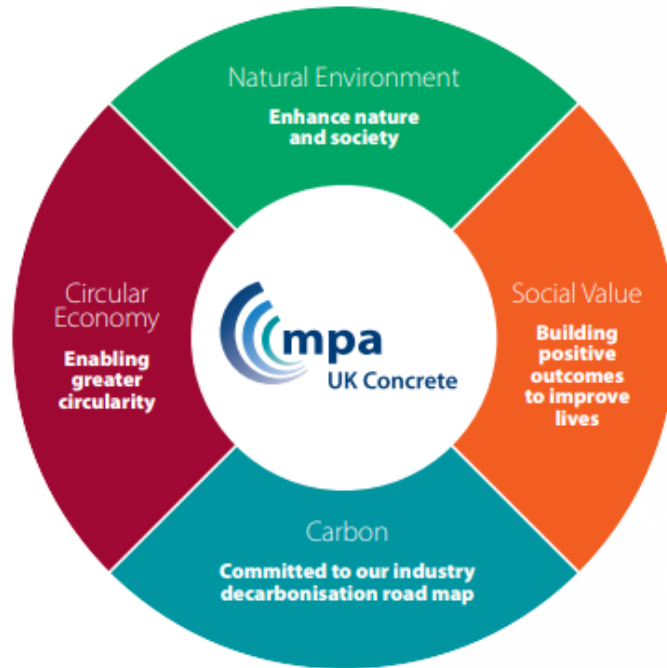 Natural Environment
Enhance nature
and society
Circular
Economy
Enabling
greater
circularity
mpa
UK Concrete
Social Value
Building
positive
outcomes
to improve
lives
Carbon
Committed to our industry
decarbonisation road map